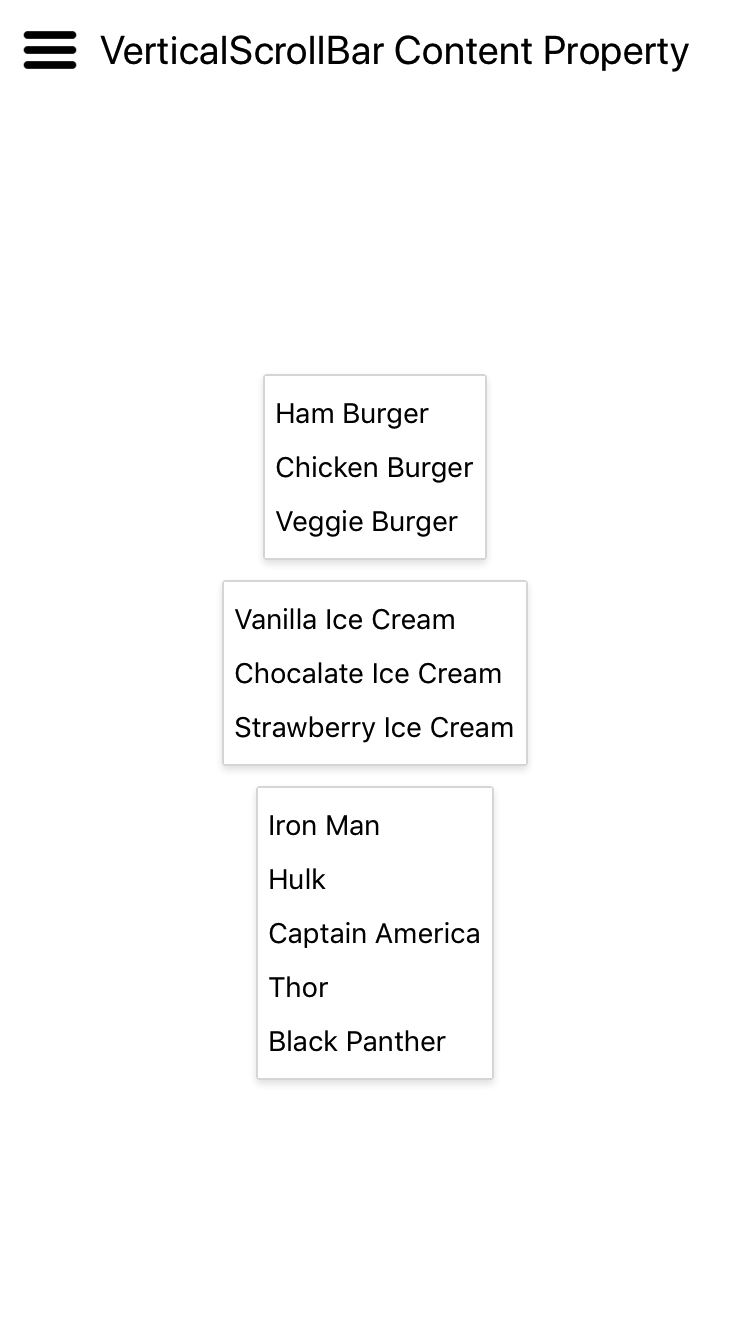 VerticalScrollBar Content Property
Ham Burger
Chicken Burger
Veggie Burger
Vanilla Ice Cream
Chocalate Ice Cream
Strawberry Ice Cream
Iron Man
Hulk
Captain America
Thor
Black Panther